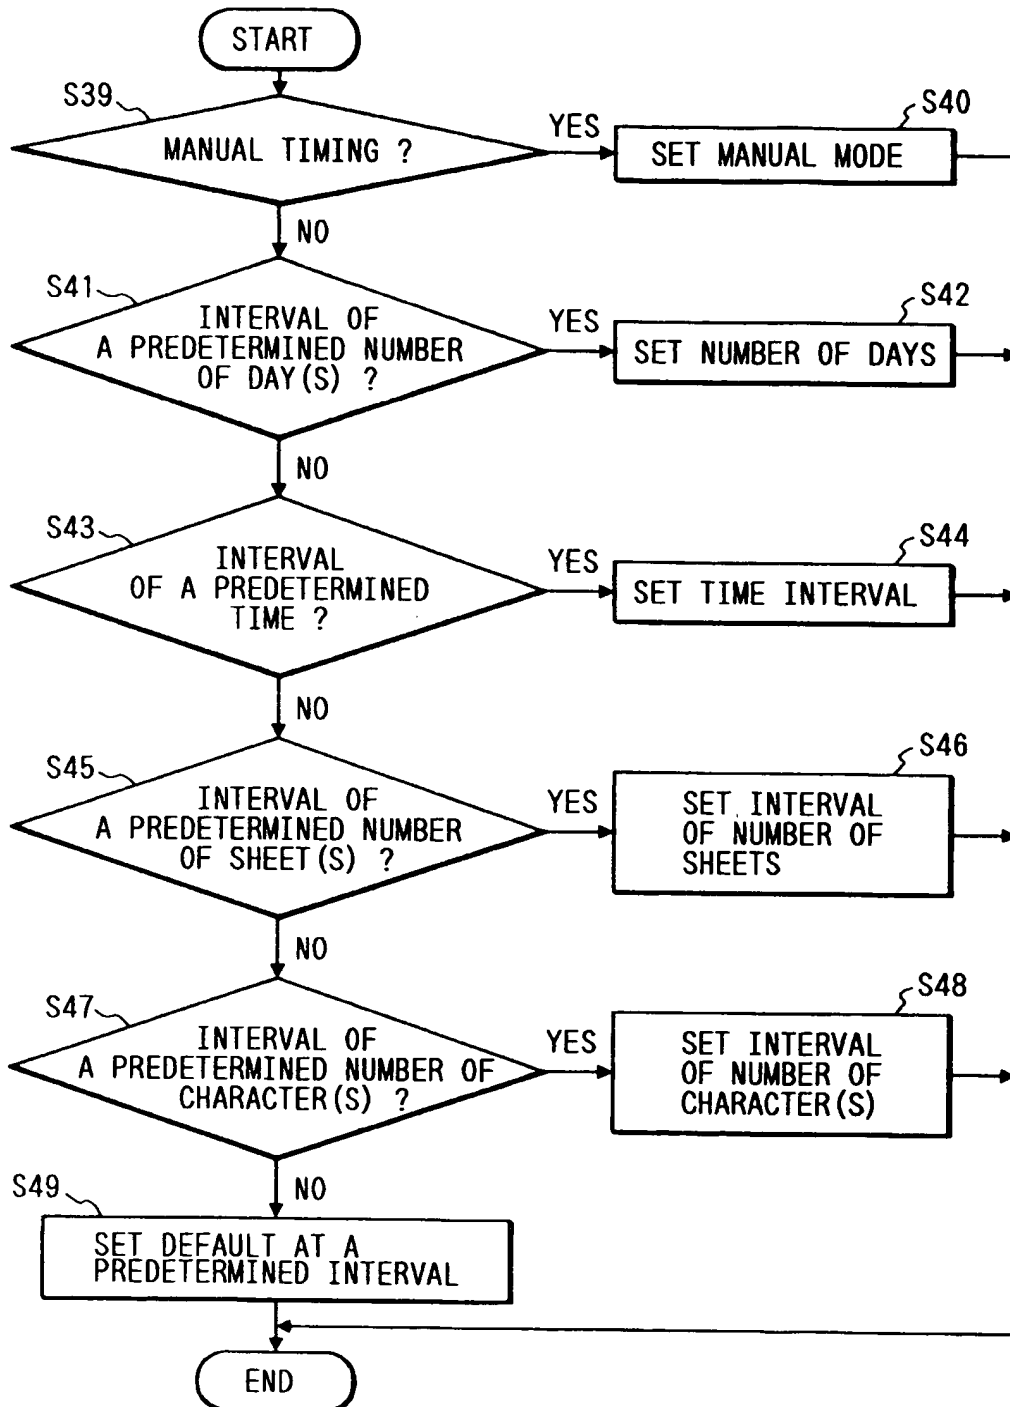 START
S39
MANUAL TIMING ?
YES
S40
SET MANUAL MODE
NO
S41
INTERVAL OF
A PREDETERMINED NUMBER
OF DAY(S) ?
YES
S42
SET NUMBER OF DAYS
NO
S43
INTERVAL
OF A PREDETERMINED
TIME ?
YES
S44
SET TIME INTERVAL
NO
S45
INTERVAL OF
A PREDETERMINED NUMBER
OF SHEET(S) ?
YES
S46
SET INTERVAL
OF NUMBER OF
SHEETS
NO
S47
INTERVAL OF
A PREDETERMINED NUMBER OF
CHARACTER(S) ?
YES
S48
SET INTERVAL
OF NUMBER OF
CHARACTER(S)
NO
S49
SET DEFAULT AT A
PREDETERMINED INTERVAL
END